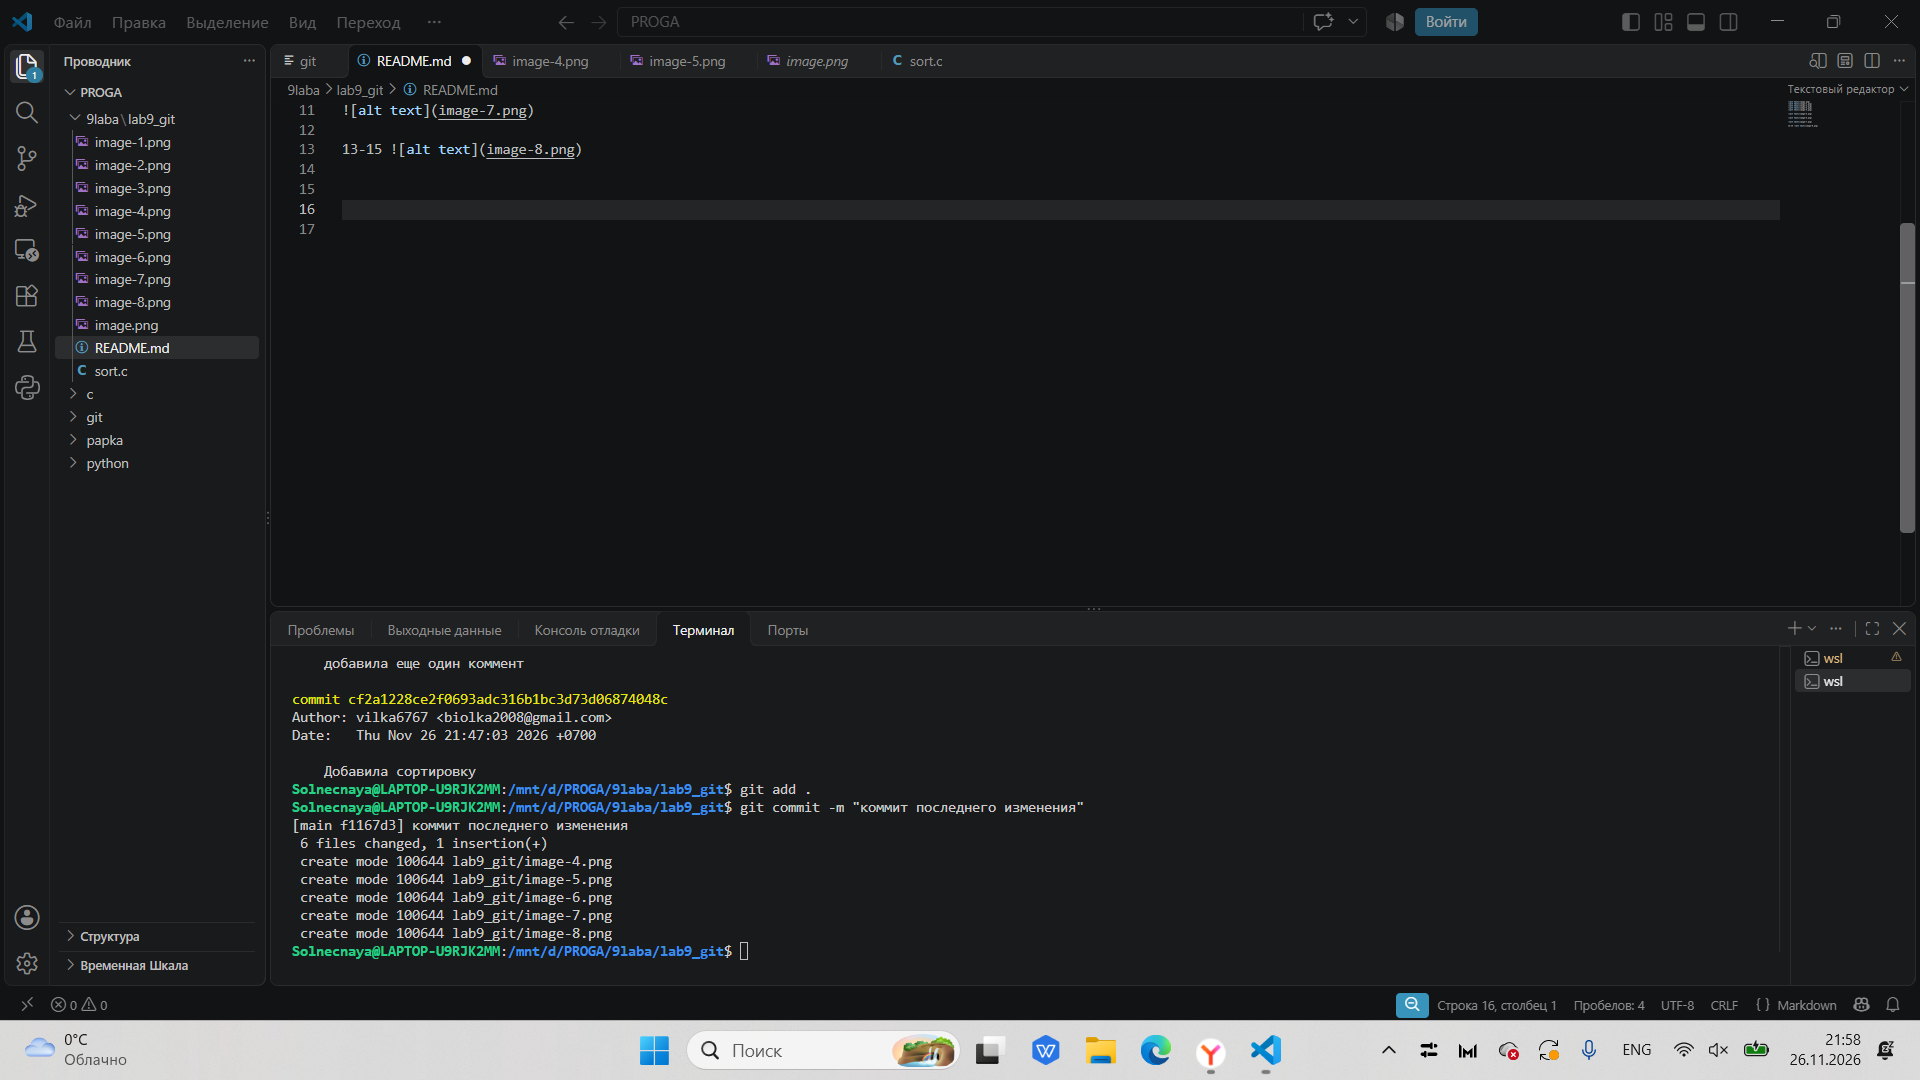 Файл Правка Выделение Вид Переход ··· PROGA Войти
Проводник ···
git README.md image-4.png image-5.png image.png C sort.c ···
PROGA
9laba > lab9_git > README.md
Текстовый редактор
9laba\lab9_git
image-1.png
image-2.png
image-3.png
image-4.png
image-5.png
image-6.png
image-7.png
image-8.png
image.png
README.md
C sort.c
c
git
papka
python
Структура
Временная Шкала
1
11 ![alt text](image-7.png)
12
13 13-15 ![alt text](image-8.png)
14
15
16
17
Проблемы Выходные данные Консоль отладки Терминал Порты
wsl
wsl
добавила еще один коммент
commit cf2a1228ce2f0693adc316b1bc3d73d06874048c
Author: vilka6767 <biolka2008@gmail.com>
Date:   Thu Nov 26 21:47:03 2026 +0700
Добавила сортировку
Solnecnaya@LAPTOP-U9RJK2MM:/mnt/d/PROGA/9laba/lab9_git$ git add .
Solnecnaya@LAPTOP-U9RJK2MM:/mnt/d/PROGA/9laba/lab9_git$ git commit -m "коммит последнего изменения"
[main f1167d3] коммит последнего изменения
6 files changed, 1 insertion(+)
create mode 100644 lab9_git/image-4.png
create mode 100644 lab9_git/image-5.png
create mode 100644 lab9_git/image-6.png
create mode 100644 lab9_git/image-7.png
create mode 100644 lab9_git/image-8.png
Solnecnaya@LAPTOP-U9RJK2MM:/mnt/d/PROGA/9laba/lab9_git$
0 0 Строка 16, столбец 1 Пробелов: 4 UTF-8 CRLF {} Markdown
0°C
Облачно
Поиск
ENG
21:58
26.11.2026